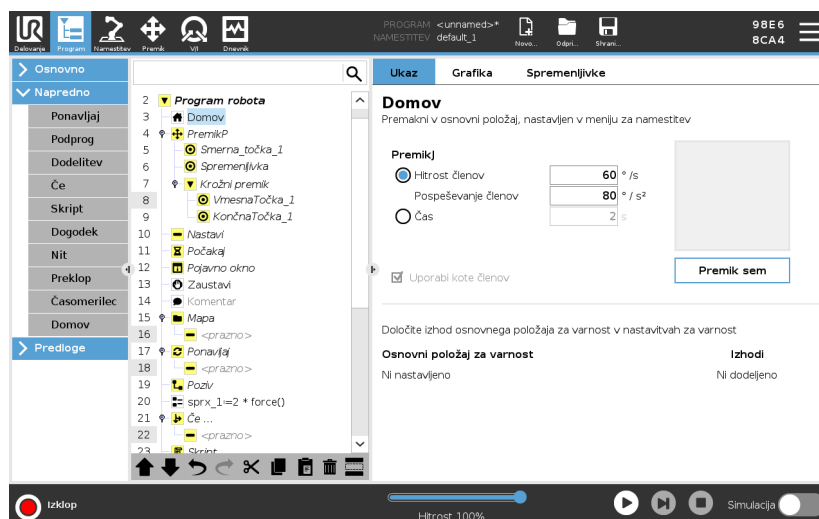 UR
Delovanje Program Namestitev Premik V/I Dnevnik
PROGRAM <unnamed>*
NAMESTITEV default_1
Novo... Odpri... Shrani...
98E6
8CA4
Osnovno
Napredno
Ponavljaj
Podprog
Dodelitev
Če
Skript
Dogodek
Nit
Preklop
Časomerilec
Domov
Predloge
2 Program robota
3 Domov
4 PremikP
5 Smerna_točka_1
6 Spremenljivka
7 Krožni premik
8 VmesnaTočka_1
9 KončnaTočka_1
10 Nastavi
11 Počakaj
12 Pojavno okno
13 Zaustavi
14 Komentar
15 Mapa
16 <prazno>
17 Ponavljaj
18 <prazno>
19 Poziv
20 sprx_1≔2 * force()
21 Če ...
22 <prazno>
23 Skript
Ukaz Grafika Spremenljivke
Domov
Premakni v osnovni položaj, nastavljen v meniju za namestitev
PremikJ
Hitrost členov 60 ° /s
Pospeševanje členov 80 ° / s²
Čas 2 s
Uporabi kote členov
Premik sem
Določite izhod osnovnega položaja za varnost v nastavitvah za varnost
Osnovni položaj za varnost Izhodi
Ni nastavljeno Ni dodeljeno
Izklop
Hitrost 100%
Simulacija